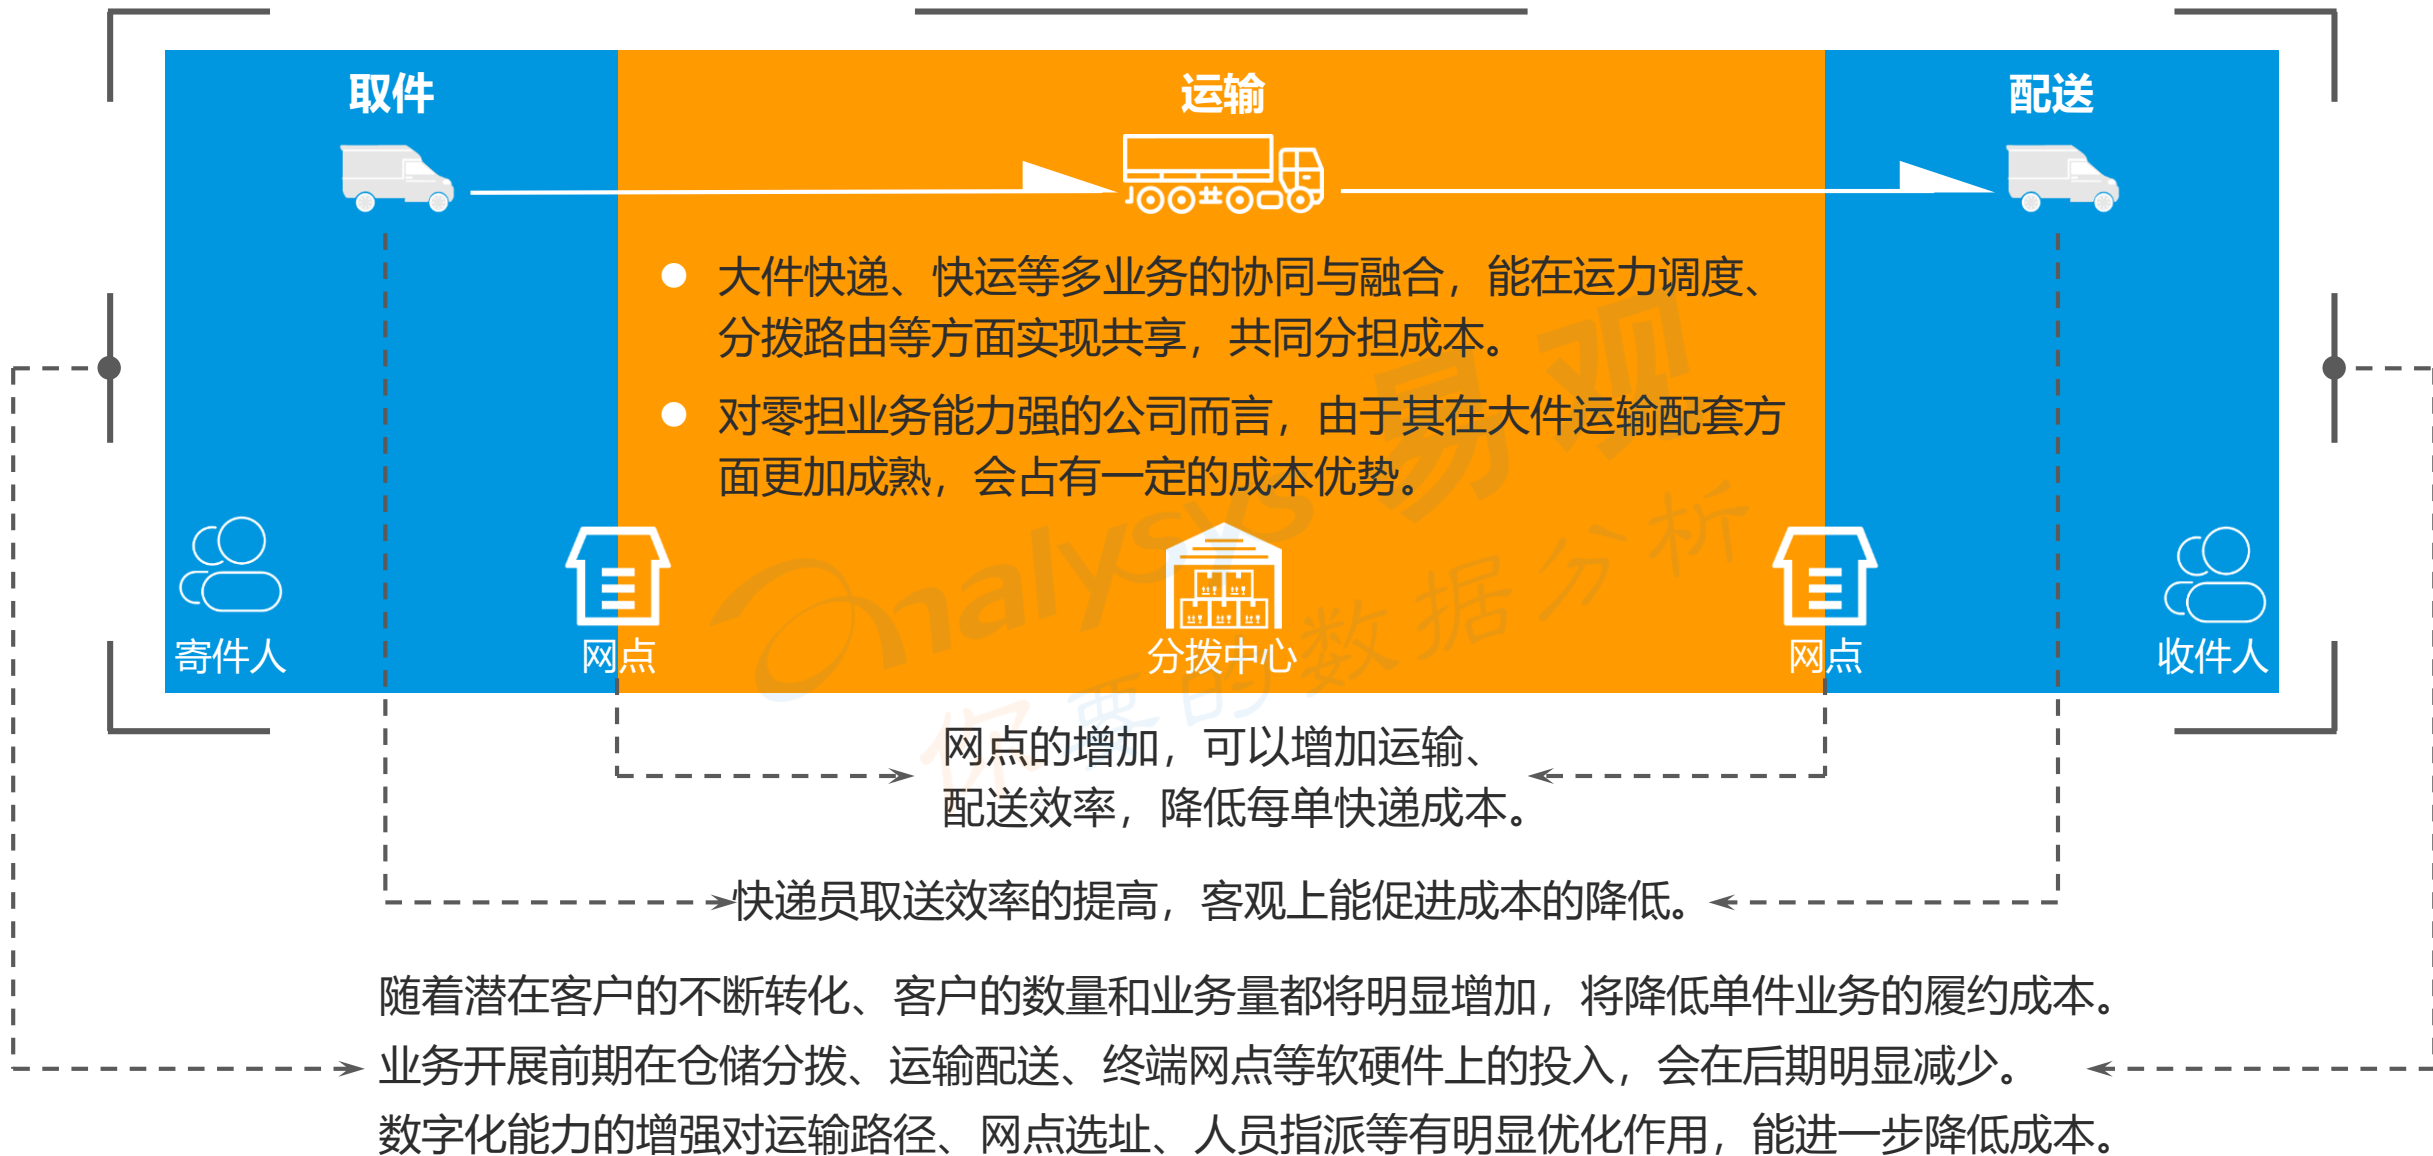 取件
运输
配送
大件快递、快运等多业务的协同与融合，能在运力调度、
分拨路由等方面实现共享，共同分担成本。
对零担业务能力强的公司而言，由于其在大件运输配套方
面更加成熟，会占有一定的成本优势。
寄件人
网点
分拨中心
网点
收件人
analysys 易观
你要的数据分析
网点的增加，可以增加运输、
配送效率，降低每单快递成本。
快递员取送效率的提高，客观上能促进成本的降低。
随着潜在客户的不断转化、客户的数量和业务量都将明显增加，将降低单件业务的履约成本。
业务开展前期在仓储分拨、运输配送、终端网点等软硬件上的投入，会在后期明显减少。
数字化能力的增强对运输路径、网点选址、人员指派等有明显优化作用，能进一步降低成本。